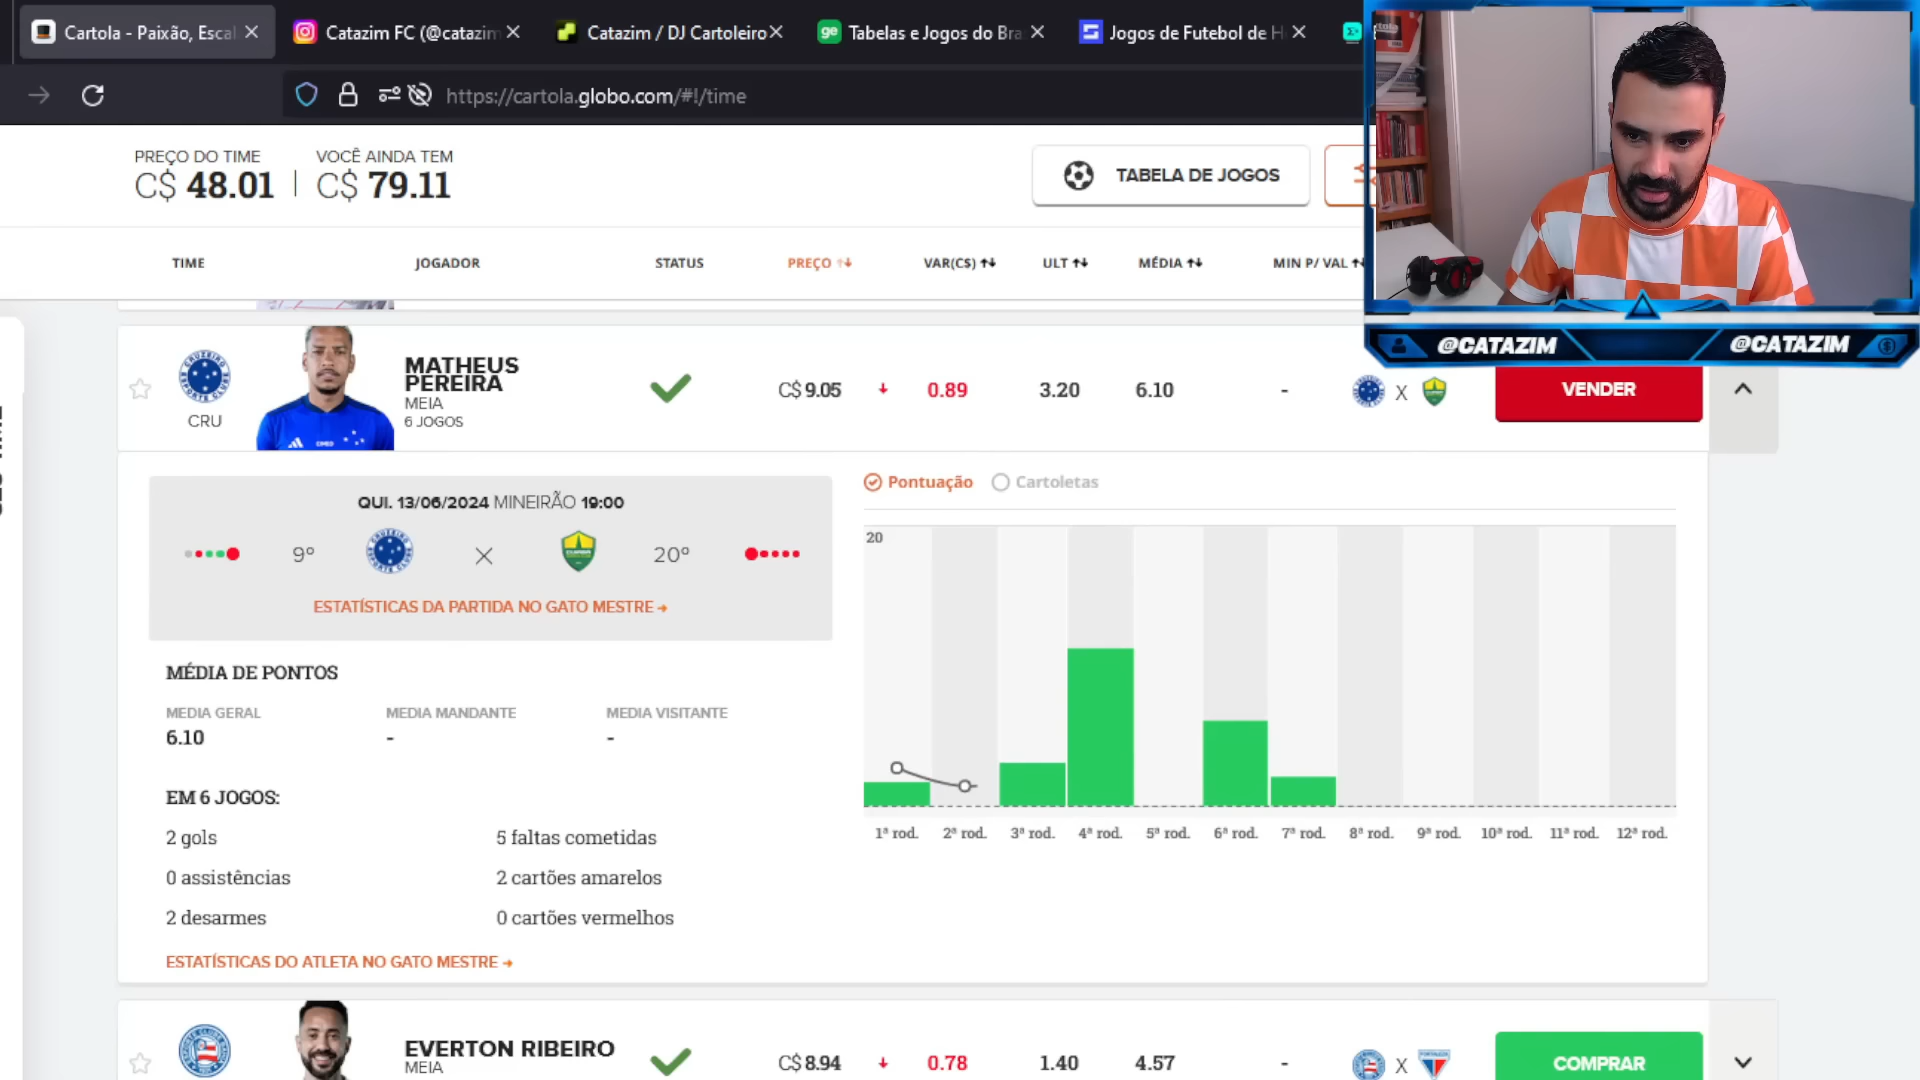 Cartola - Paixão, Escal
Catazim FC (@catazim
Catazim / DJ Cartoleiro
ge
Tabelas e Jogos do Bra
Jogos de Futebol de H
https://cartola.globo.com/#!/time
PREÇO DO TIME
C$ 48.01
VOCÊ AINDA TEM
C$ 79.11
TABELA DE JOGOS
TIME
JOGADOR
STATUS
PREÇO
VAR(C$)
ULT
MÉDIA
MIN P/ VAL
@CATAZIM
@CATAZIM
CRU
MATHEUS
PEREIRA
MEIA
6 JOGOS
C$ 9.05
0.89
3.20
6.10
-
X
VENDER
QUI. 13/06/2024 MINEIRÃO 19:00
9º
20º
ESTATÍSTICAS DA PARTIDA NO GATO MESTRE
MÉDIA DE PONTOS
MEDIA GERAL
6.10
MEDIA MANDANTE
-
MEDIA VISITANTE
-
EM 6 JOGOS:
2 gols
5 faltas cometidas
0 assistências
2 cartões amarelos
2 desarmes
0 cartões vermelhos
ESTATÍSTICAS DO ATLETA NO GATO MESTRE
Pontuação
Cartoletas
20
1ª rod.
2ª rod.
3ª rod.
4ª rod.
5ª rod.
6ª rod.
7ª rod.
8ª rod.
9ª rod.
10ª rod.
11ª rod.
12ª rod.
EVERTON RIBEIRO
MEIA
C$ 8.94
0.78
1.40
4.57
-
X
COMPRAR